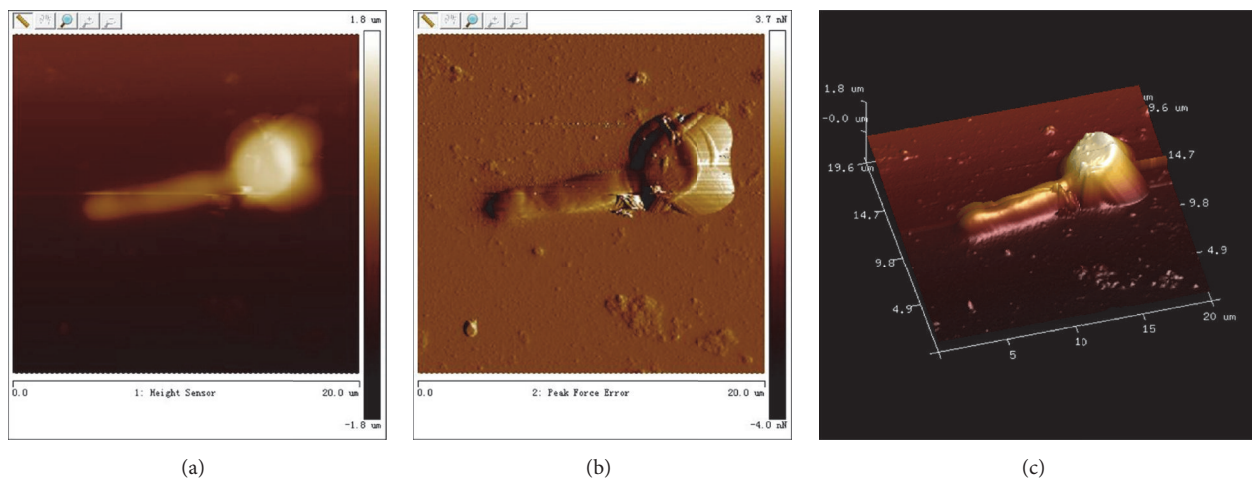 1.8 um
0.0
1: Height Sensor
20.0 um
-1.8 um
(a)
3.7 nN
0.0
2: Peak Force Error
20.0 um
-4.0 nN
(b)
1.8 um
-0.0 um
19.6 um
14.7
9.8
4.9
5
10
15
20 um
4.9
9.8
14.7
9.6 um
(c)